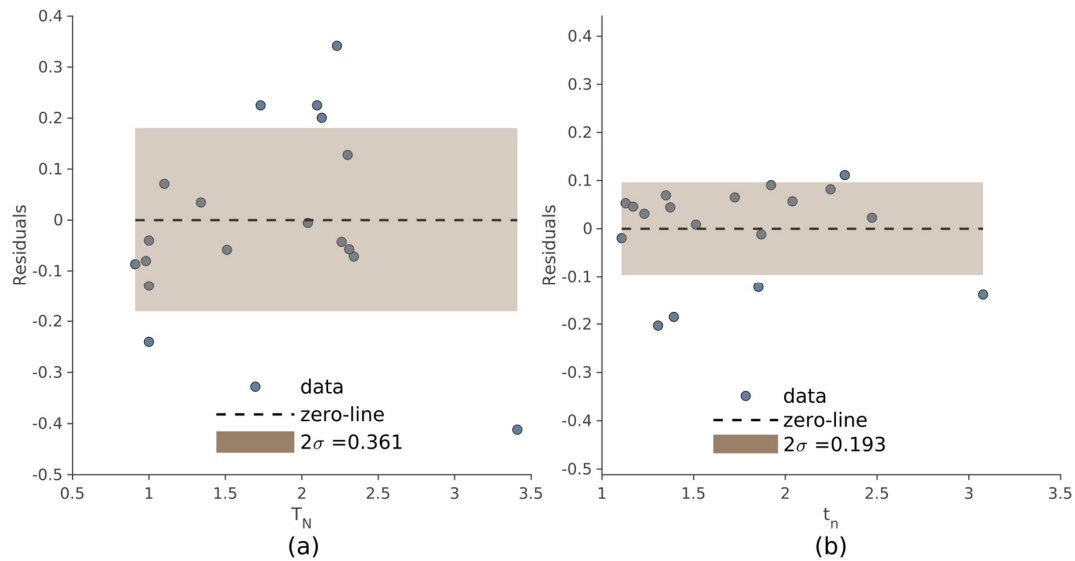 0.4
0.3
0.2
0.1
0
-0.1
-0.2
-0.3
-0.4
-0.5
Residuals
data
zero-line
2σ =0.361
0.5 1 1.5 2 2.5 3 3.5
T_N
(a)
0.4
0.3
0.2
0.1
0
-0.1
-0.2
-0.3
-0.4
-0.5
Residuals
data
zero-line
2σ =0.193
1 1.5 2 2.5 3 3.5
t_n
(b)